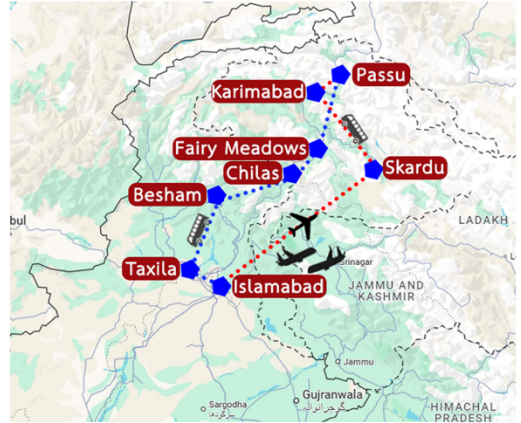 Passu
Karimabad
Fairy Meadows
Chilas
Skardu
Besham
LADAKH
Taxila
Srinagar
Islamabad
JAMMU AND
KASHMIR
Jammu
Gujranwala
گوجرانوالہ
Sargodha
سرگودھا
HIMACHAL
PRADESH
bul